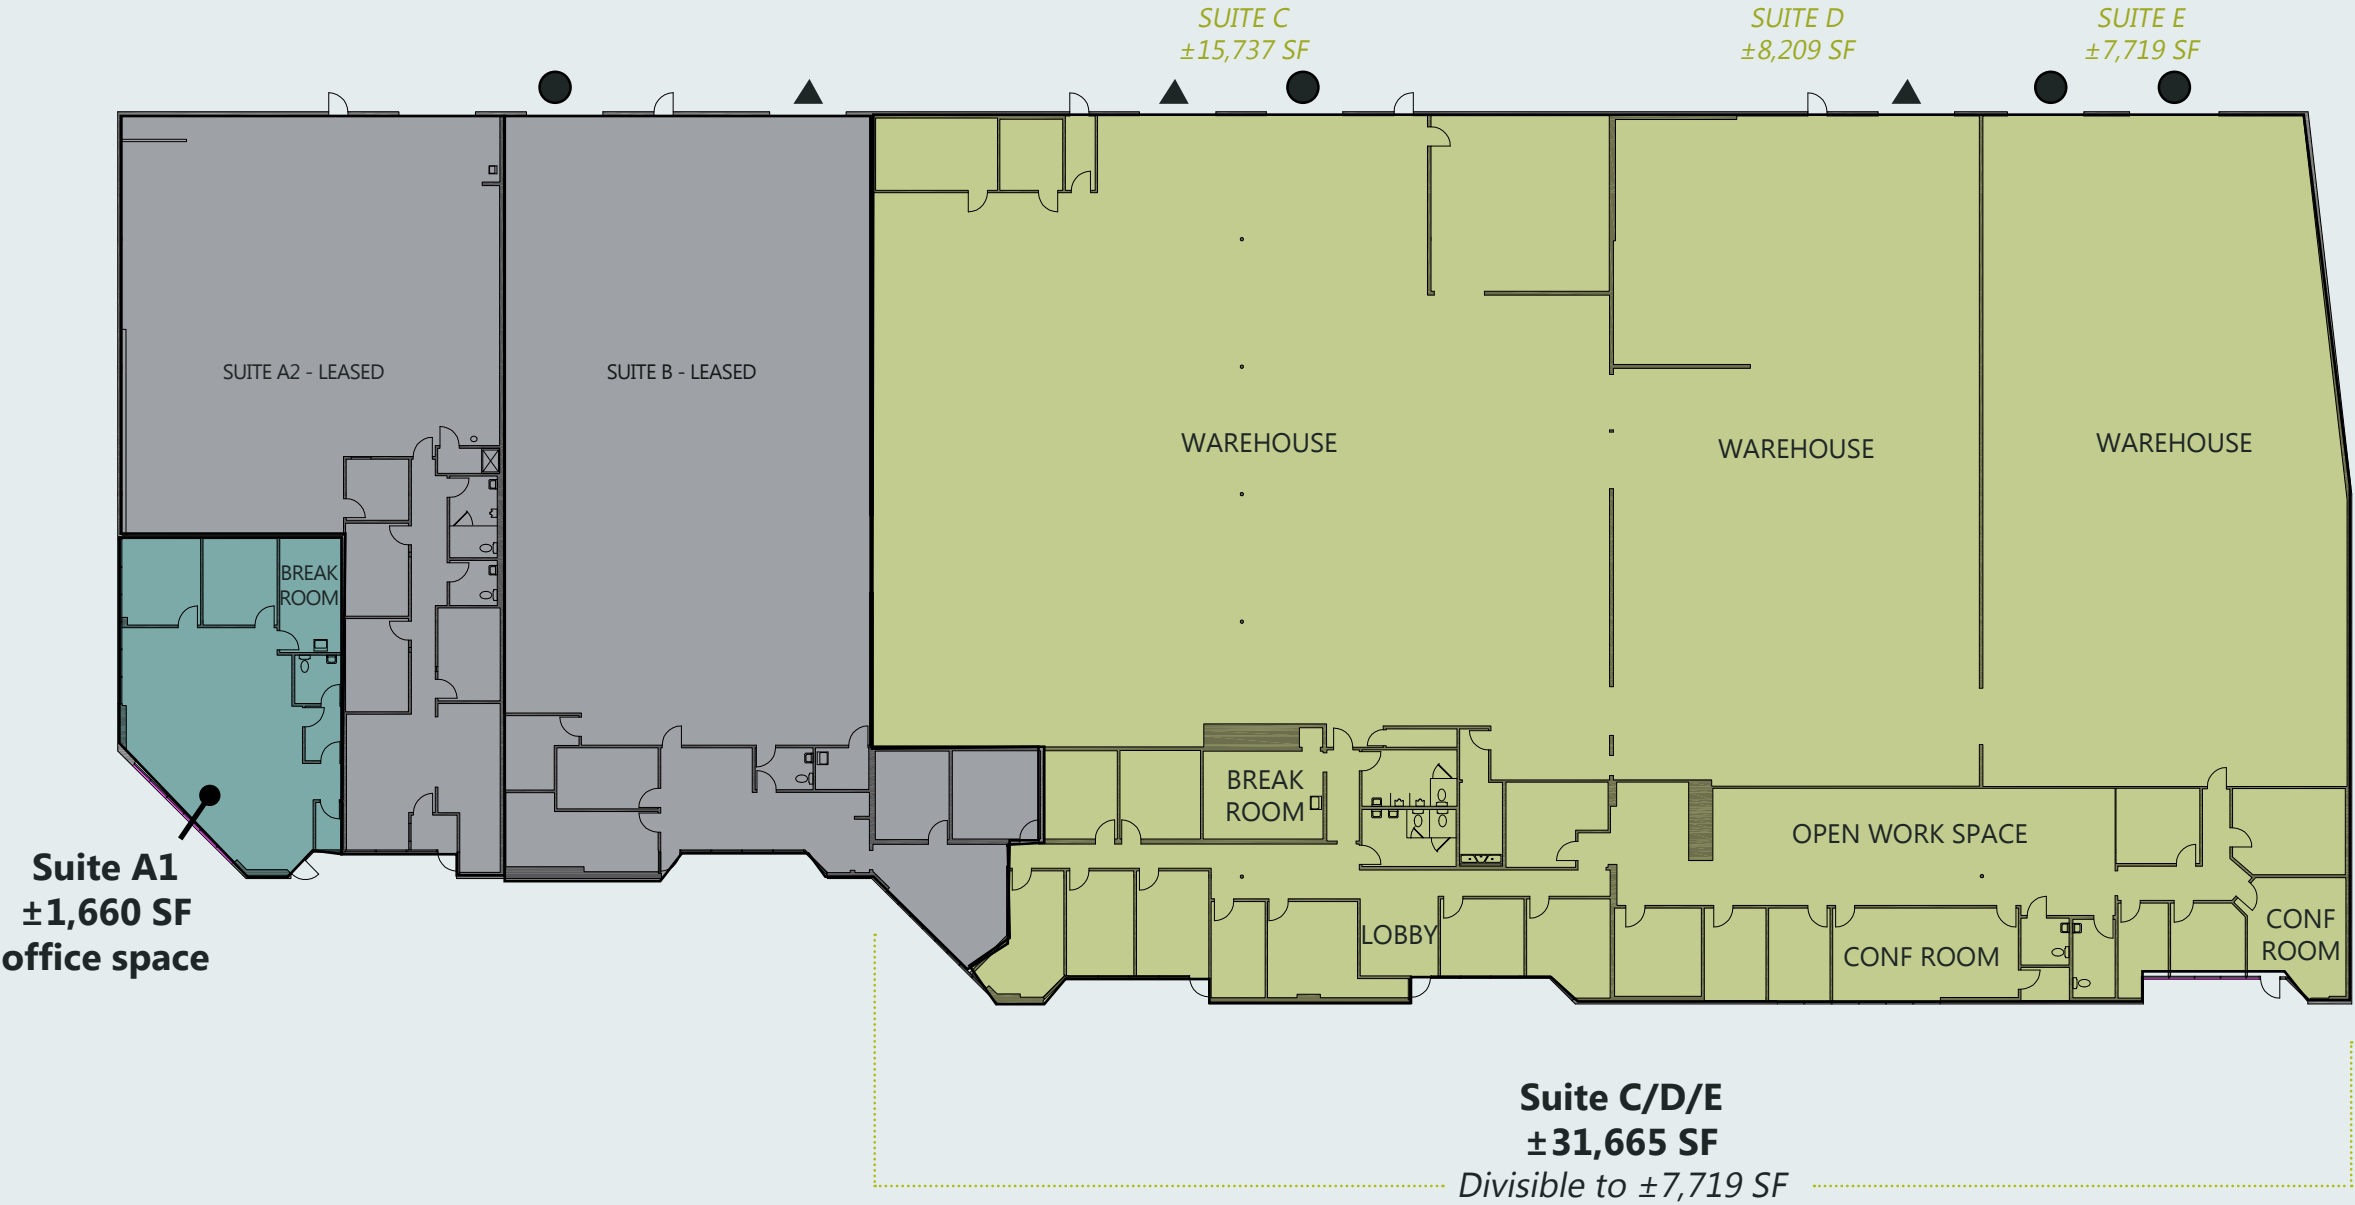 SUITE C
±15,737 SF
SUITE D
±8,209 SF
SUITE E
±7,719 SF
SUITE A2 - LEASED
SUITE B - LEASED
WAREHOUSE
WAREHOUSE
WAREHOUSE
BREAK
ROOM
BREAK
ROOM
OPEN WORK SPACE
LOBBY
CONF ROOM
CONF
ROOM
Suite A1
±1,660 SF
office space
Suite C/D/E
±31,665 SF
Divisible to ±7,719 SF